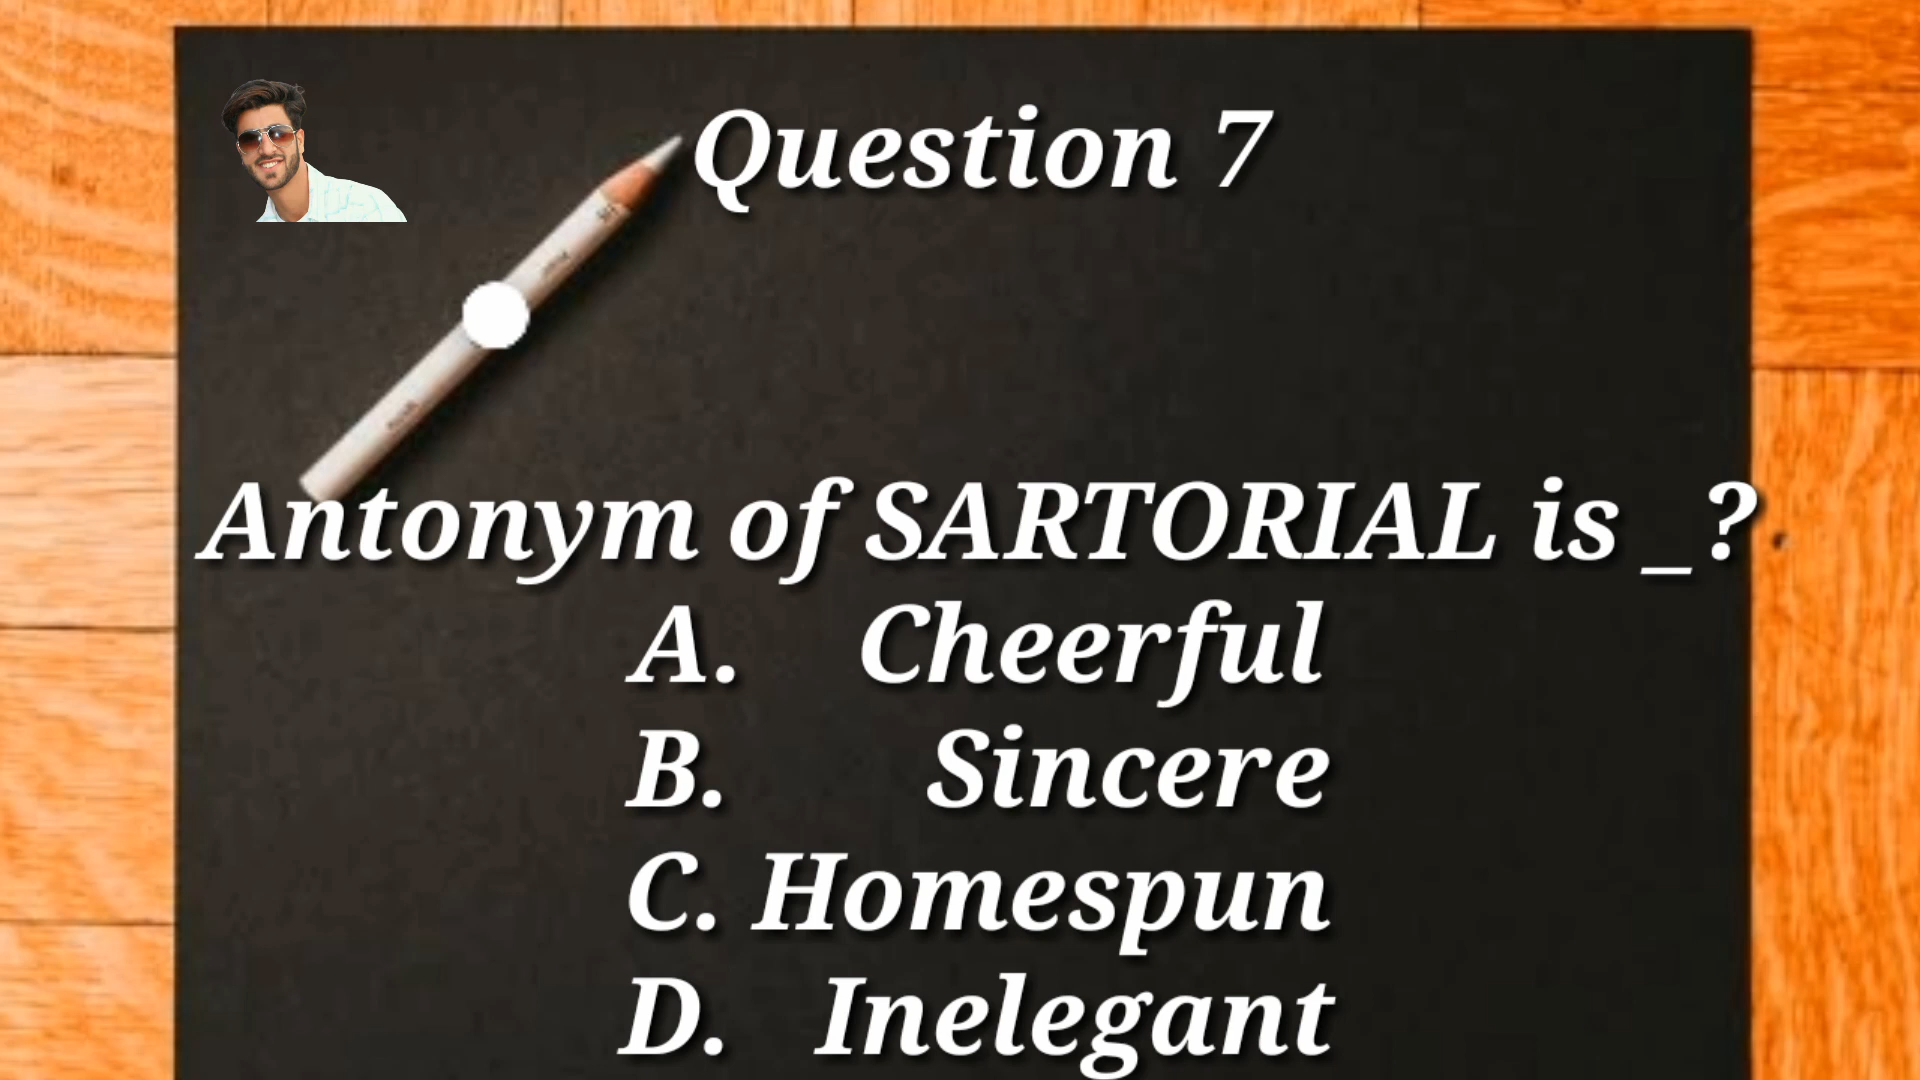 Question 7
Antonym of SARTORIAL is _?
A. Cheerful
B. Sincere
C. Homespun
D. Inelegant